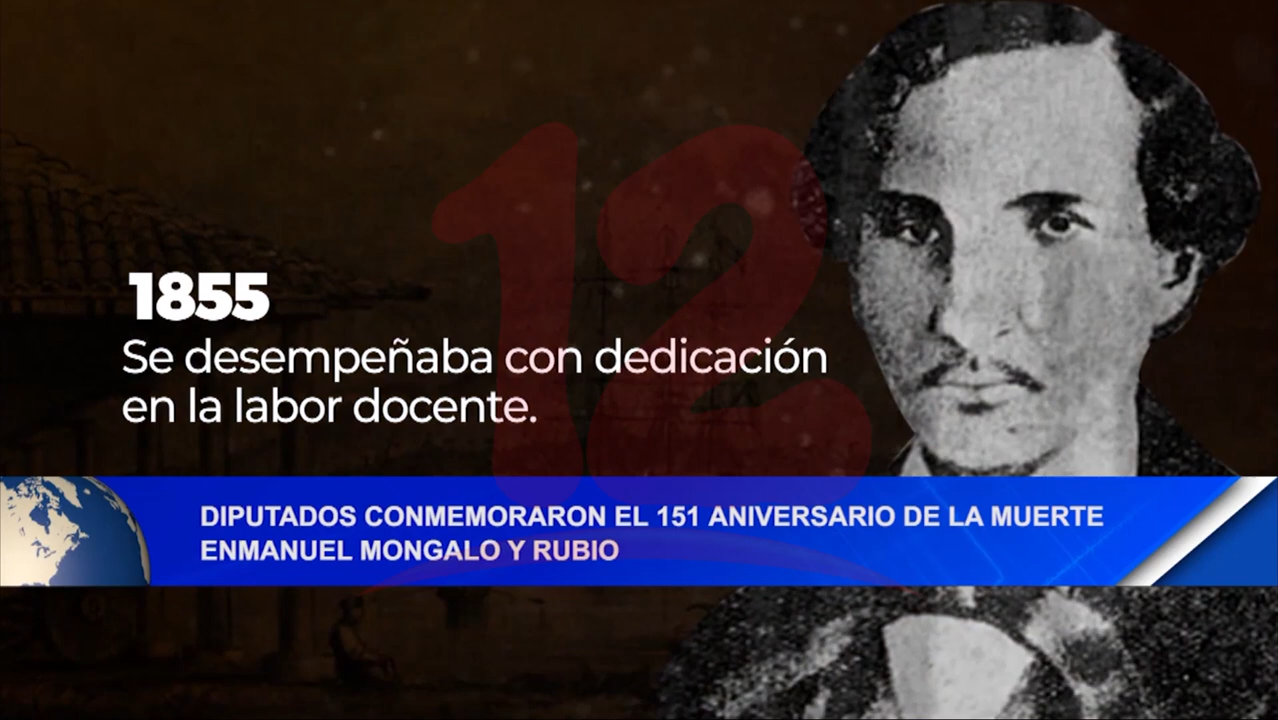 12
1855
Se desempeñaba con dedicación
en la labor docente.
DIPUTADOS CONMEMORARON EL 151 ANIVERSARIO DE LA MUERTE
ENMANUEL MONGALO Y RUBIO